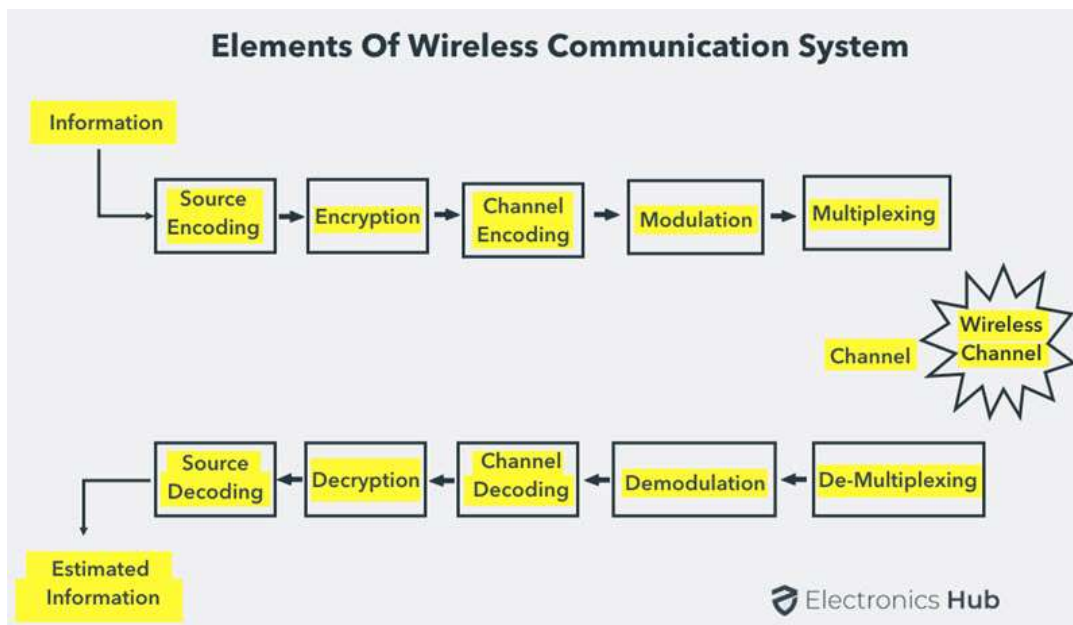 Elements Of Wireless Communication System
Information
Source
Encoding
Encryption
Channel
Encoding
Modulation
Multiplexing
Wireless
Channel
Channel
Source
Decoding
Decryption
Channel
Decoding
Demodulation
De-Multiplexing
Estimated
Information
Electronics Hub